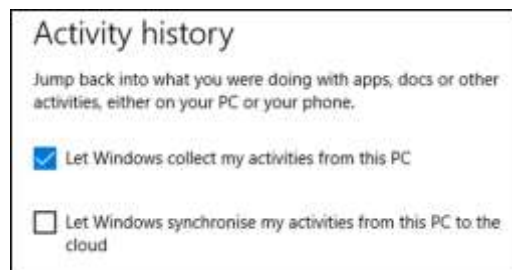 Activity history
Jump back into what you were doing with apps, docs or other
activities, either on your PC or your phone.
Let Windows collect my activities from this PC
Let Windows synchronise my activities from this PC to the
cloud